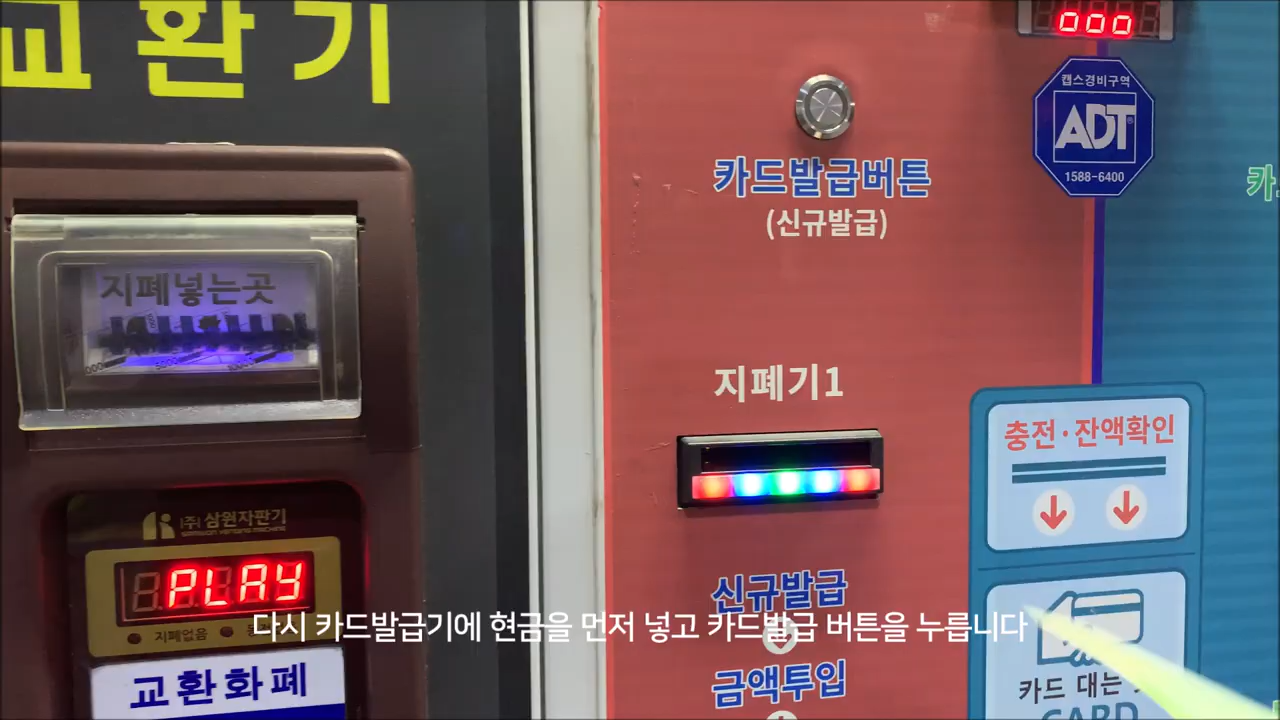 교환기
지폐넣는곳
(주)삼원자판기
SAMWON VENDING MACHINE
PLAY
지폐없음
교환화폐
000
캡스경비구역
ADT
1588-6400
카드발급버튼
(신규발급)
지폐기1
신규발급
금액투입
충전·잔액확인
카드 대는
CARD
다시 카드발급기에 현금을 먼저 넣고 카드발급 버튼을 누릅니다